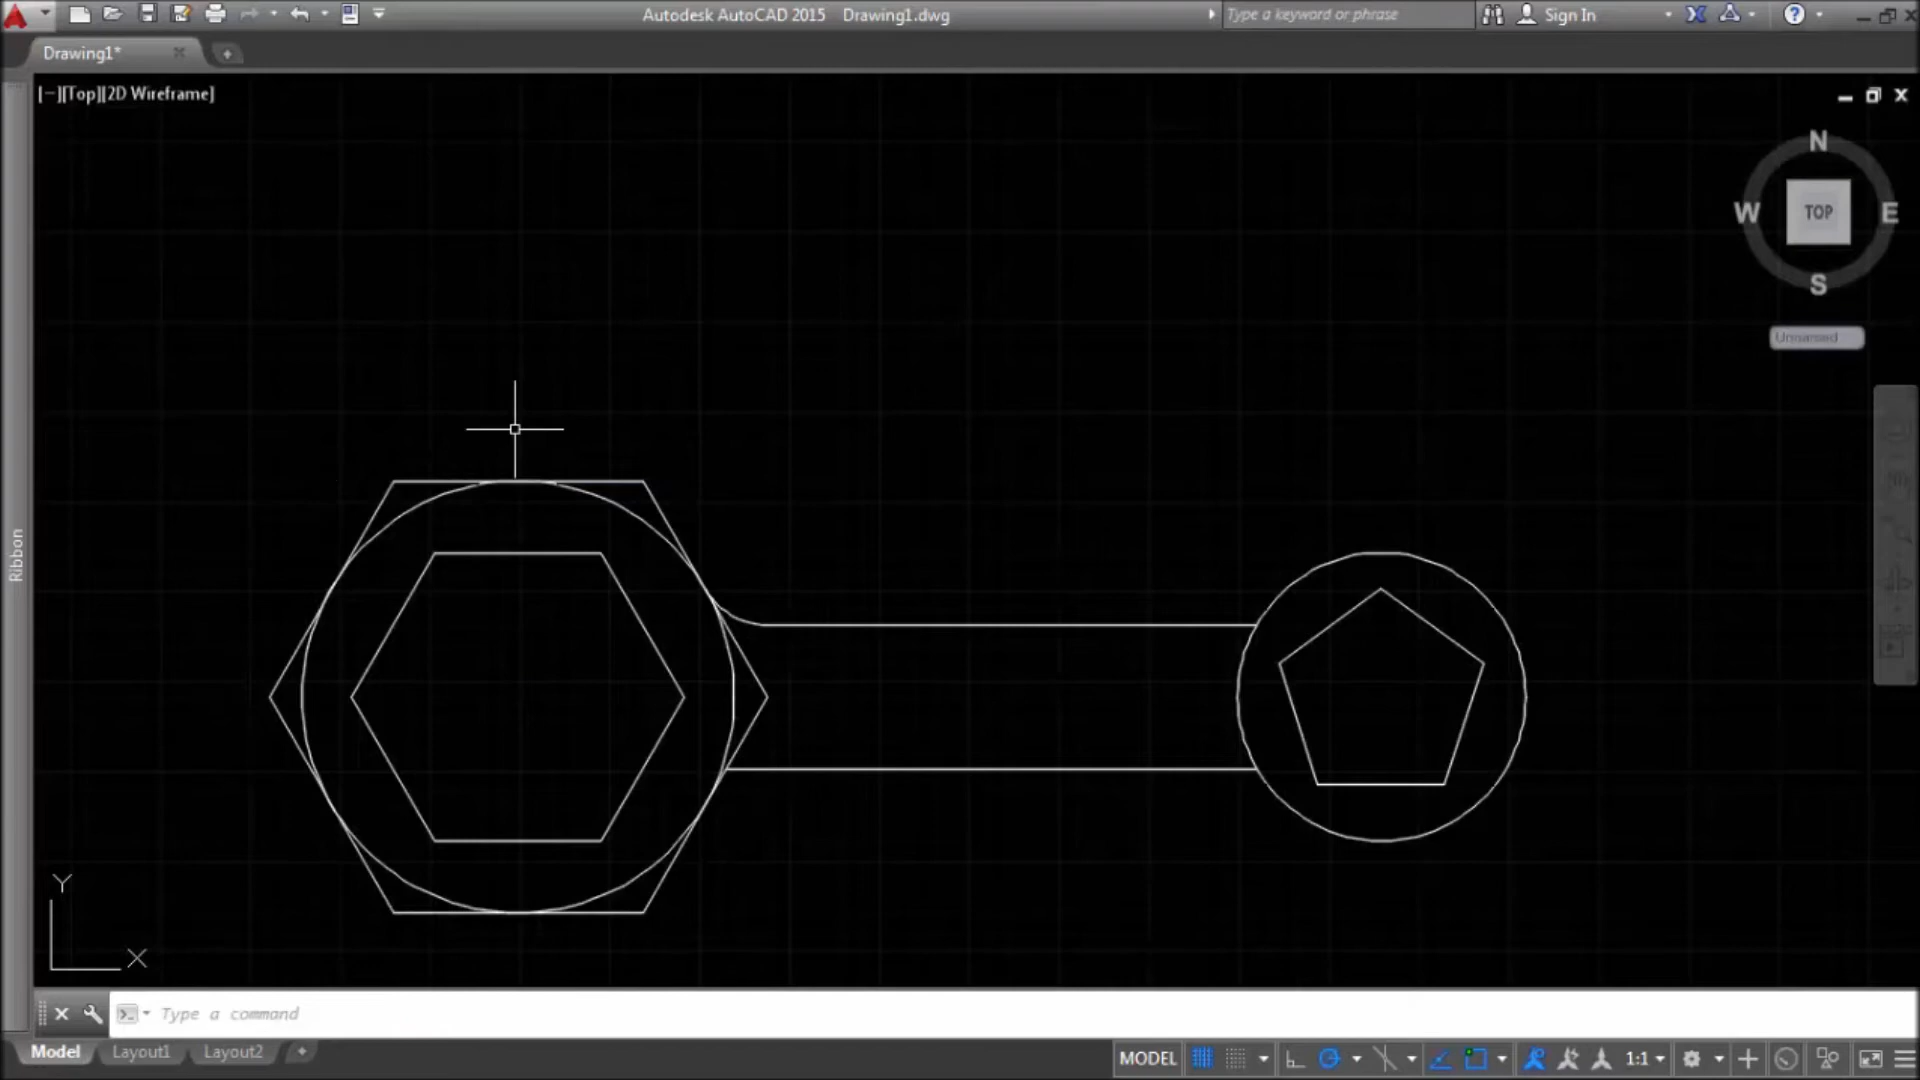 Autodesk AutoCAD 2015 Drawing1.dwg
Type a keyword or phrase
Sign In
Drawing1*
[−][Top][2D Wireframe]
N
W TOP E
S
Unnamed
Ribbon
Y
X
Type a command
Model Layout1 Layout2
MODEL 1:1